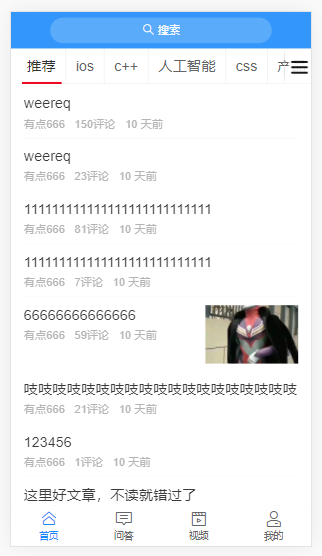 搜索
推荐 ios c++ 人工智能 css
weereq
有点666 150评论 10 天前
weereq
有点666 23评论 10 天前
111111111111111111111111111
有点666 81评论 10 天前
111111111111111111111111111
有点666 7评论 10 天前
66666666666666
有点666 59评论 10 天前
吱吱吱吱吱吱吱吱吱吱吱吱吱吱吱吱吱吱吱
有点666 21评论 10 天前
123456
有点666 1评论 10 天前
这里好文章，不读就错过了
首页 问答 视频 我的